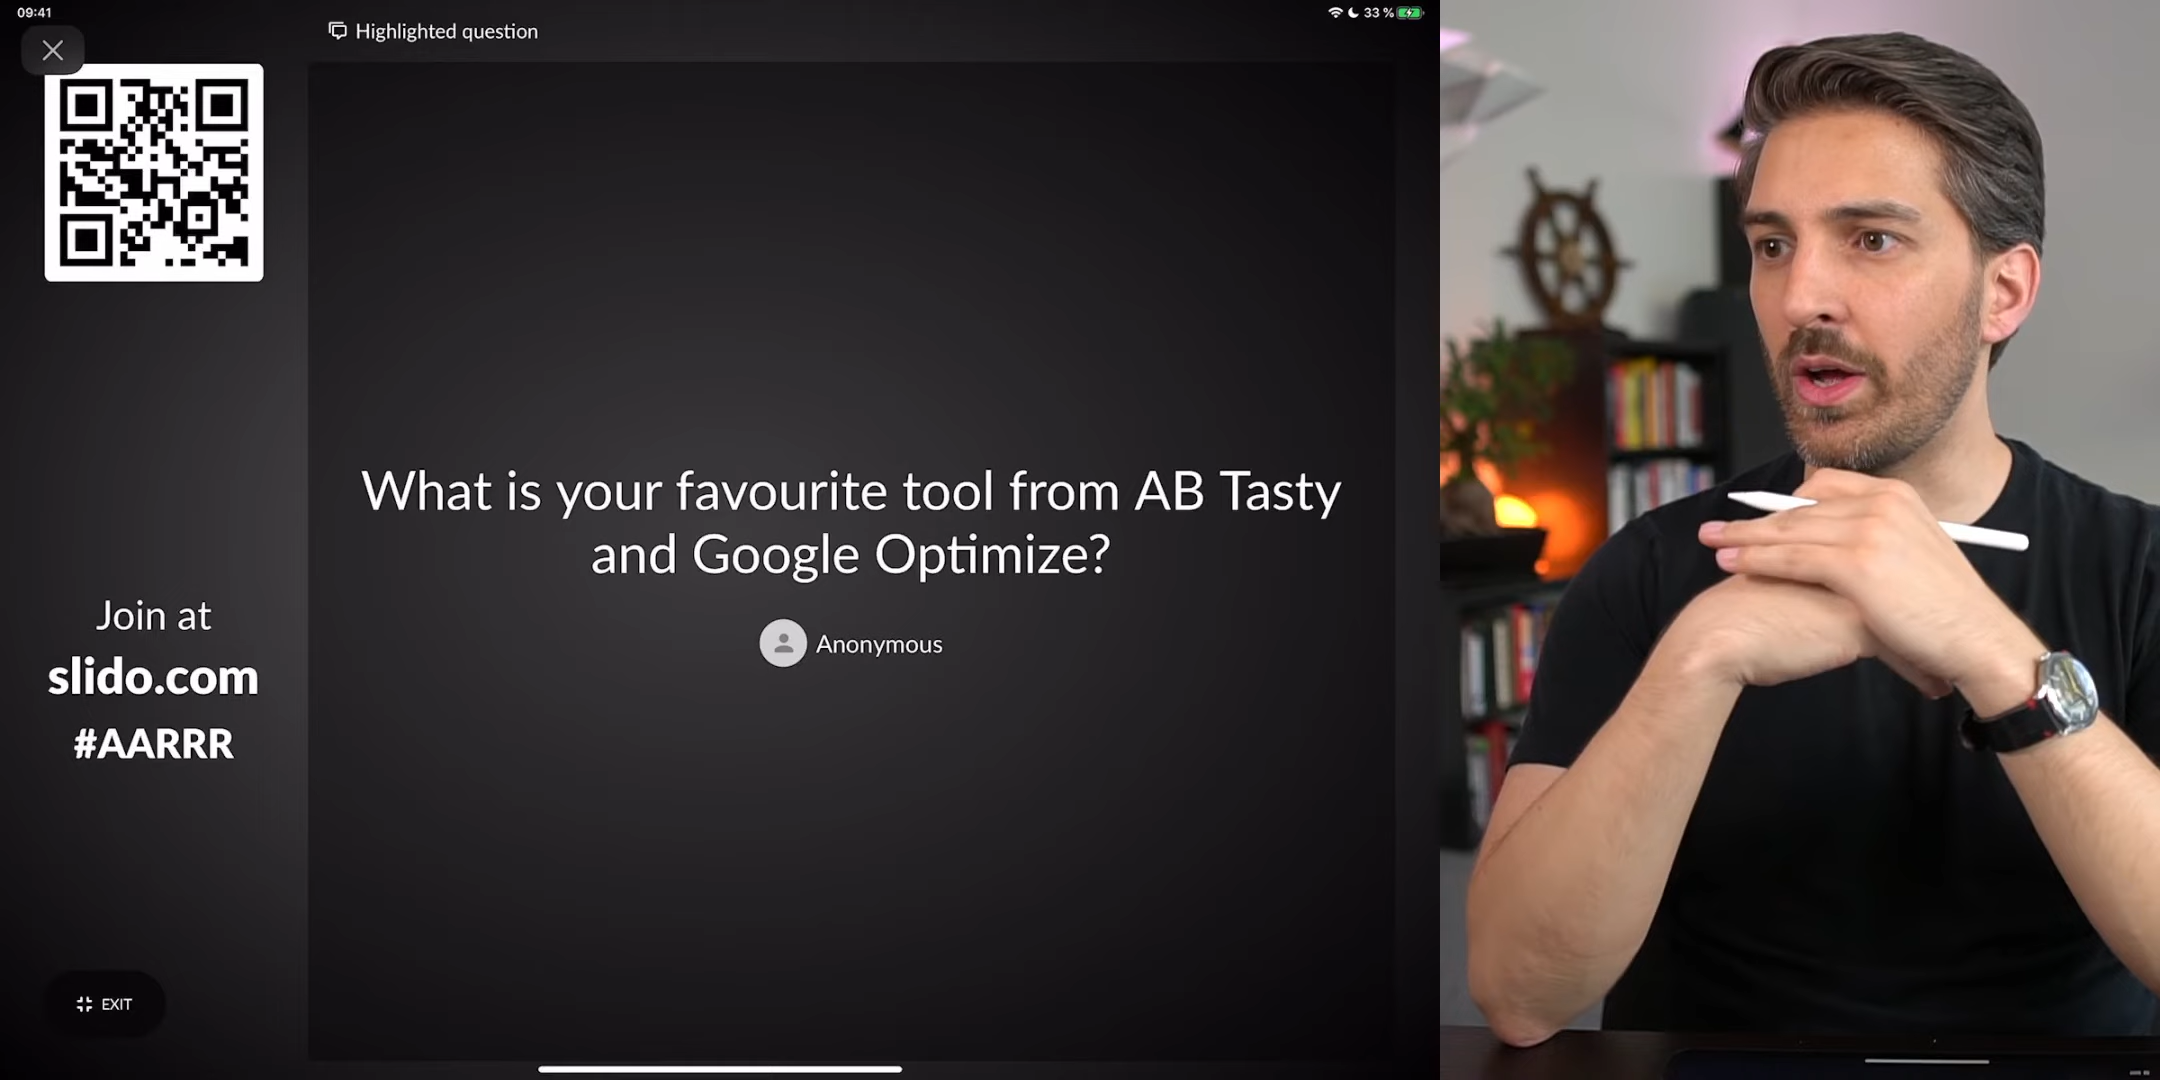 09:41
33 %
Highlighted question
What is your favourite tool from AB Tasty
and Google Optimize?
Anonymous
Join at
slido.com
#AARRR
EXIT